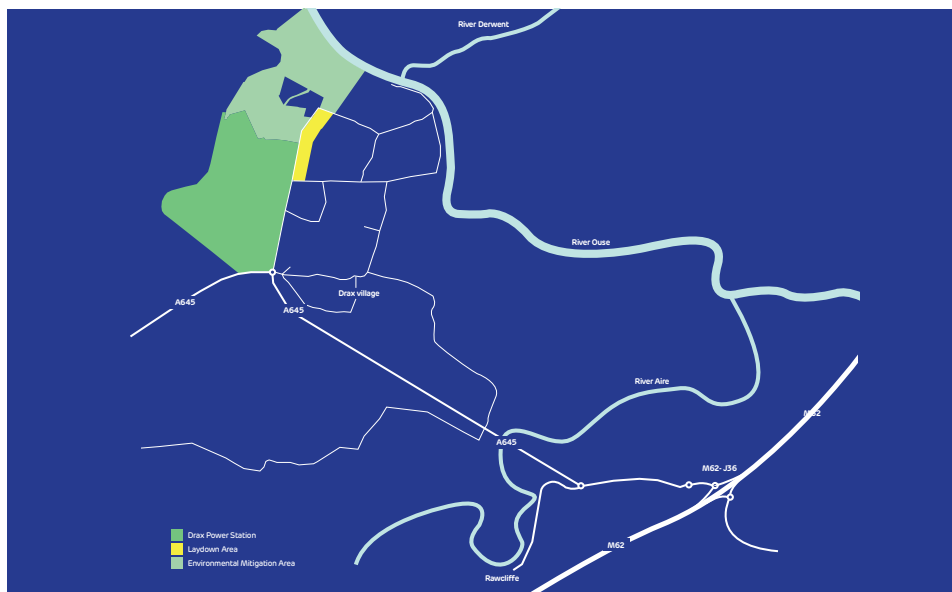 River Derwent
River Ouse
Drax village
A645
A645
River Aire
M62
A645
M62- J36
M62
Rawcliffe
Drax Power Station
Laydown Area
Environmental Mitigation Area